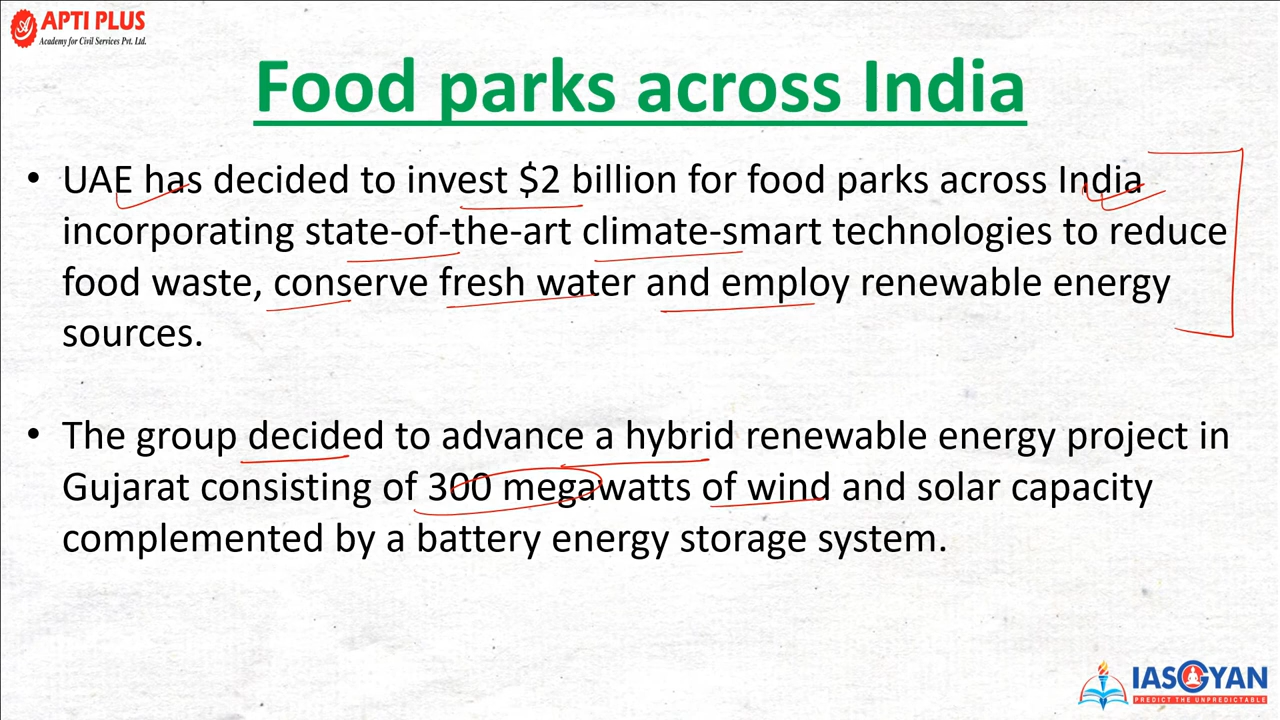 APTI PLUS
Academy for Civil Services Pvt. Ltd.
Food parks across India
• UAE has decided to invest $2 billion for food parks across India
incorporating state-of-the-art climate-smart technologies to reduce
food waste, conserve fresh water and employ renewable energy
sources.
• The group decided to advance a hybrid renewable energy project in
Gujarat consisting of 300 megawatts of wind and solar capacity
complemented by a battery energy storage system.
IASGYAN
PREDICT THE UNPREDICTABLE